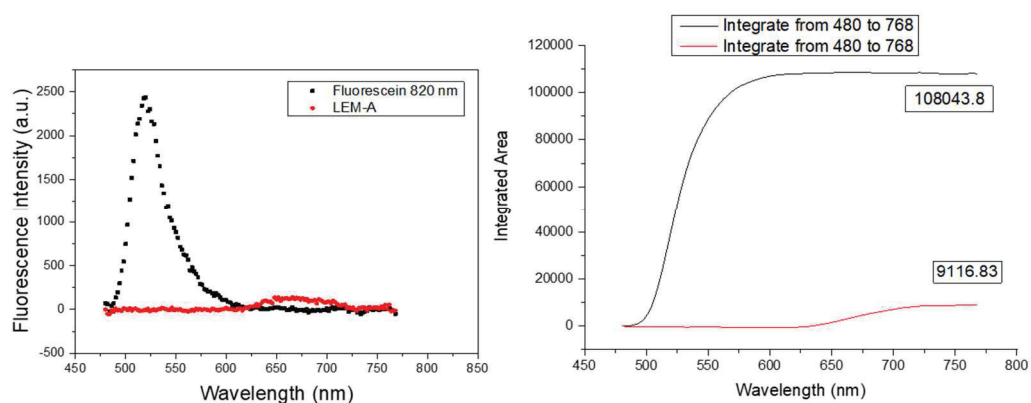 Fluorescence Intensity (a.u.)
2500
2000
1500
1000
500
0
-500
Fluorescein 820 nm
LEM-A
450 500 550 600 650 700 750 800 850
Wavelength (nm)
Integrate from 480 to 768
Integrate from 480 to 768
Integrated Area
120000
100000
80000
60000
40000
20000
0
108043.8
9116.83
450 500 550 600 650 700 750 800
Wavelength (nm)